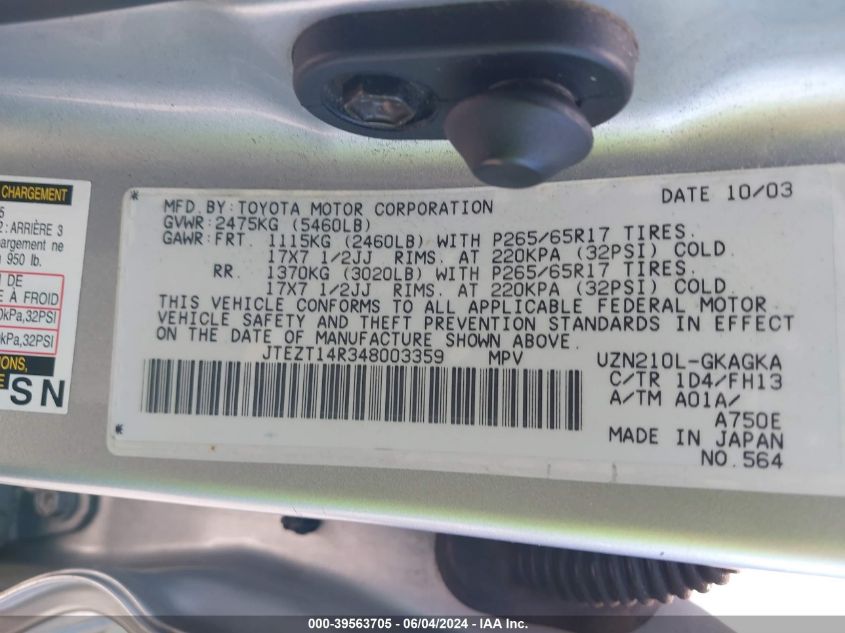 CHARGEMENT
5
2: ARRIÈRE 3
chargement ne
950 lb.
DE
À FROID
kPa,32PSI
kPa,32PSI
SN
MFD.BY:TOYOTA MOTOR CORPORATION DATE 10/03
GVWR:2475KG (5460LB)
GAWR:FRT. 1115KG (2460LB) WITH P265/65R17 TIRES.
17X7 1/2JJ RIMS. AT 220KPA (32PSI) COLD.
RR. 1370KG (3020LB) WITH P265/65R17 TIRES.
17X7 1/2JJ RIMS. AT 220KPA (32PSI) COLD.
THIS VEHICLE CONFORMS TO ALL APPLICABLE FEDERAL MOTOR
VEHICLE SAFETY AND THEFT PREVENTION STANDARDS IN EFFECT
ON THE DATE OF MANUFACTURE SHOWN ABOVE.
JTEZT14R348003359 MPV UZN210L-GKAGKA
C/TR 1D4/FH13
A/TM A01A/
A750E
MADE IN JAPAN
NO.564
000-39563705 - 06/04/2024 - IAA Inc.